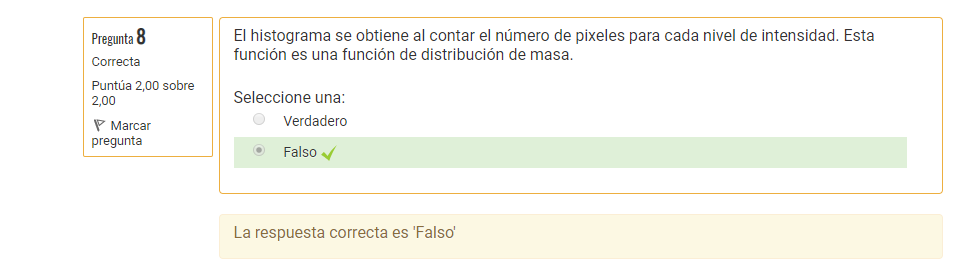 Pregunta 8
Correcta
Puntúa 2,00 sobre
2,00
Marcar
pregunta
El histograma se obtiene al contar el número de pixeles para cada nivel de intensidad. Esta
función es una función de distribución de masa.
Seleccione una:
Verdadero
Falso
La respuesta correcta es 'Falso'